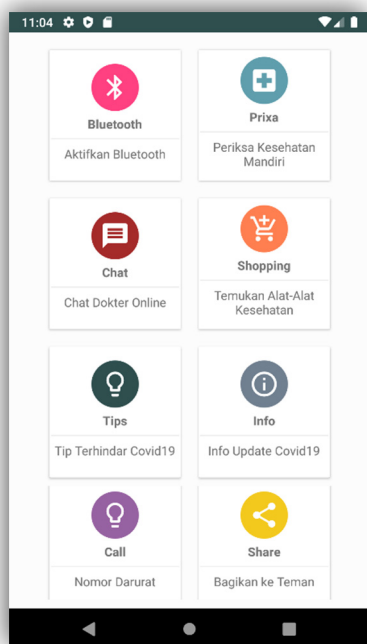 11:04
Bluetooth
Aktifkan Bluetooth
Prixa
Periksa Kesehatan
Mandiri
Chat
Chat Dokter Online
Shopping
Temukan Alat-Alat
Kesehatan
Tips
Tip Terhindar Covid19
Info
Info Update Covid19
Call
Nomor Darurat
Share
Bagikan ke Teman